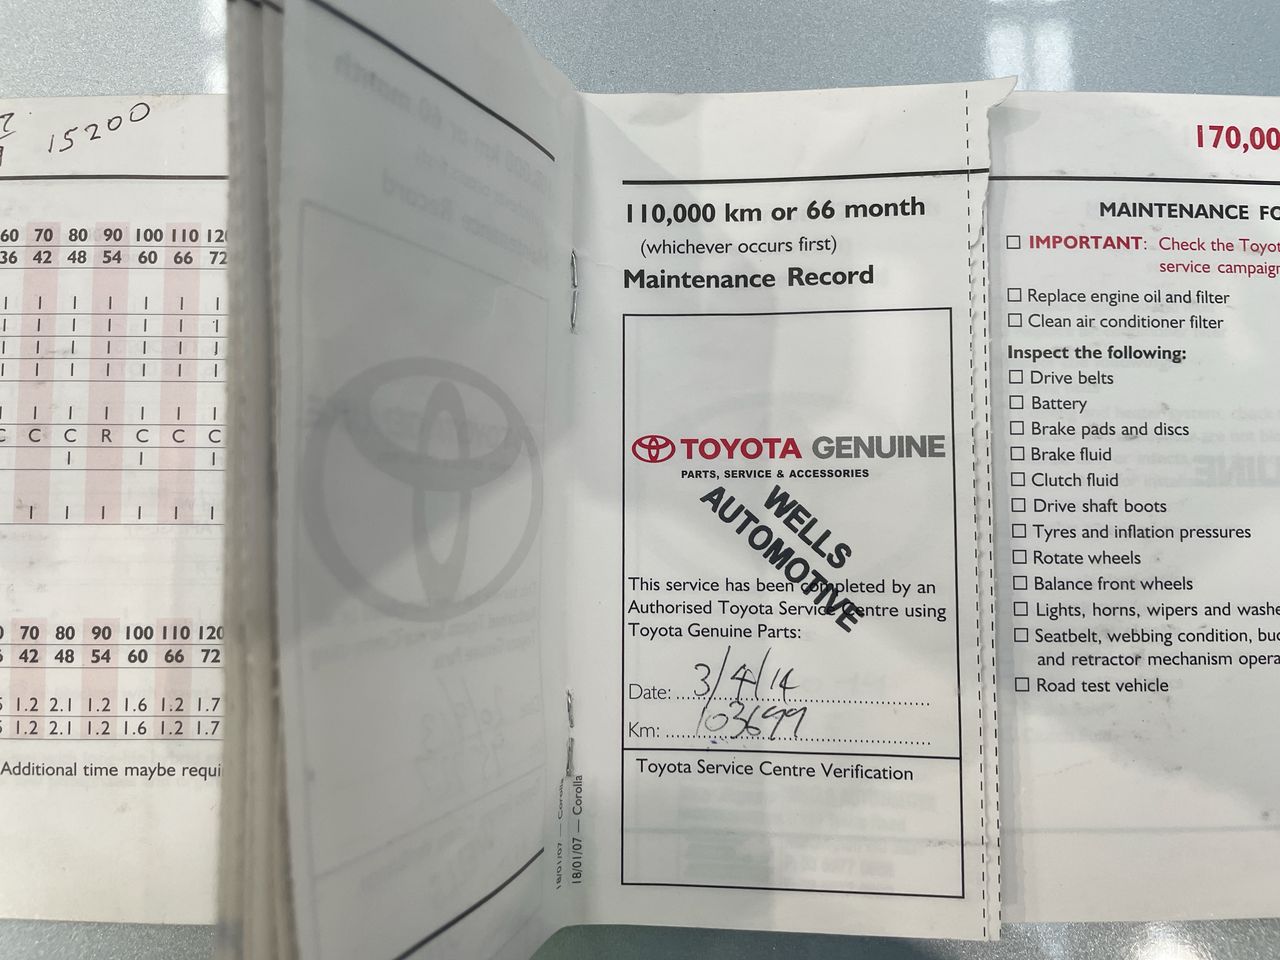 15200
60 70 80 90 100 110 120
36 42 48 54 60 66 72
I I I I I I I
I I I I I I I
I I I I I I I
I I I I I I I
I I I I I I I
C C C R C C C
I I I
I I I I I I
70 80 90 100 110 120
42 48 54 60 66 72
1.2 2.1 1.2 1.6 1.2 1.7
1.2 2.1 1.2 1.6 1.2 1.7
Additional time maybe requi
18/01/07 — Corolla
18/01/07 — Corolla
110,000 km or 66 month
(whichever occurs first)
Maintenance Record
TOYOTA GENUINE
PARTS, SERVICE & ACCESSORIES
WELLS
AUTOMOTIVE
This service has been completed by an
Authorised Toyota Service Centre using
Toyota Genuine Parts:
Date: 3/4/14
Km: 103699
Toyota Service Centre Verification
170,00
MAINTENANCE FO
IMPORTANT: Check the Toyot
service campaign
Replace engine oil and filter
Clean air conditioner filter
Inspect the following:
Drive belts
Battery
Brake pads and discs
Brake fluid
Clutch fluid
Drive shaft boots
Tyres and inflation pressures
Rotate wheels
Balance front wheels
Lights, horns, wipers and washe
Seatbelt, webbing condition, buc
and retractor mechanism opera
Road test vehicle